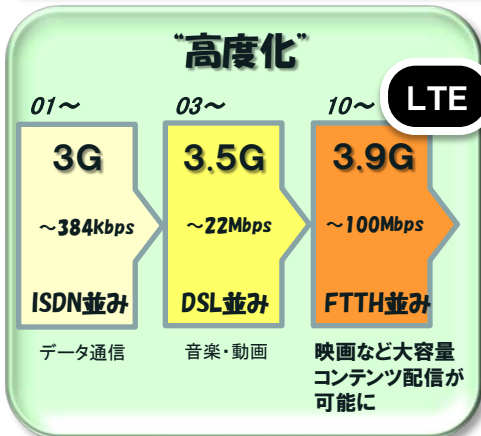 “高度化”
LTE
01～
03～
10～
3G
3.5G
3.9G
～384kbps
～22Mbps
～100Mbps
ISDN並み
DSL並み
FTTH並み
データ通信
音楽・動画
映画など大容量
コンテンツ配信が
可能に